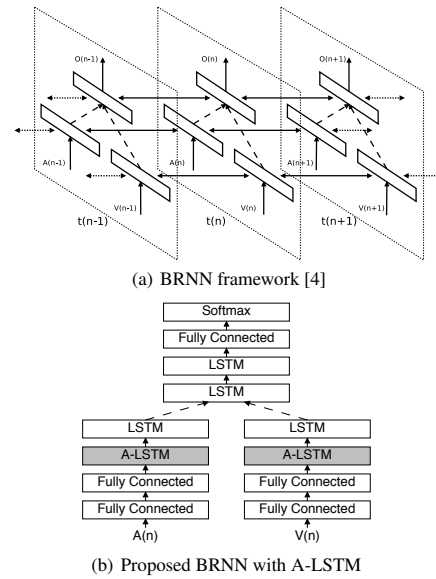 O(n-1) O(n) O(n+1)
A(n-1) A(n) A(n+1)
V(n-1) V(n) V(n+1)
t(n-1) t(n) t(n+1)
(a) BRNN framework [4]
Softmax
Fully Connected
LSTM
LSTM
LSTM LSTM
A-LSTM A-LSTM
Fully Connected Fully Connected
Fully Connected Fully Connected
A(n) V(n)
(b) Proposed BRNN with A-LSTM